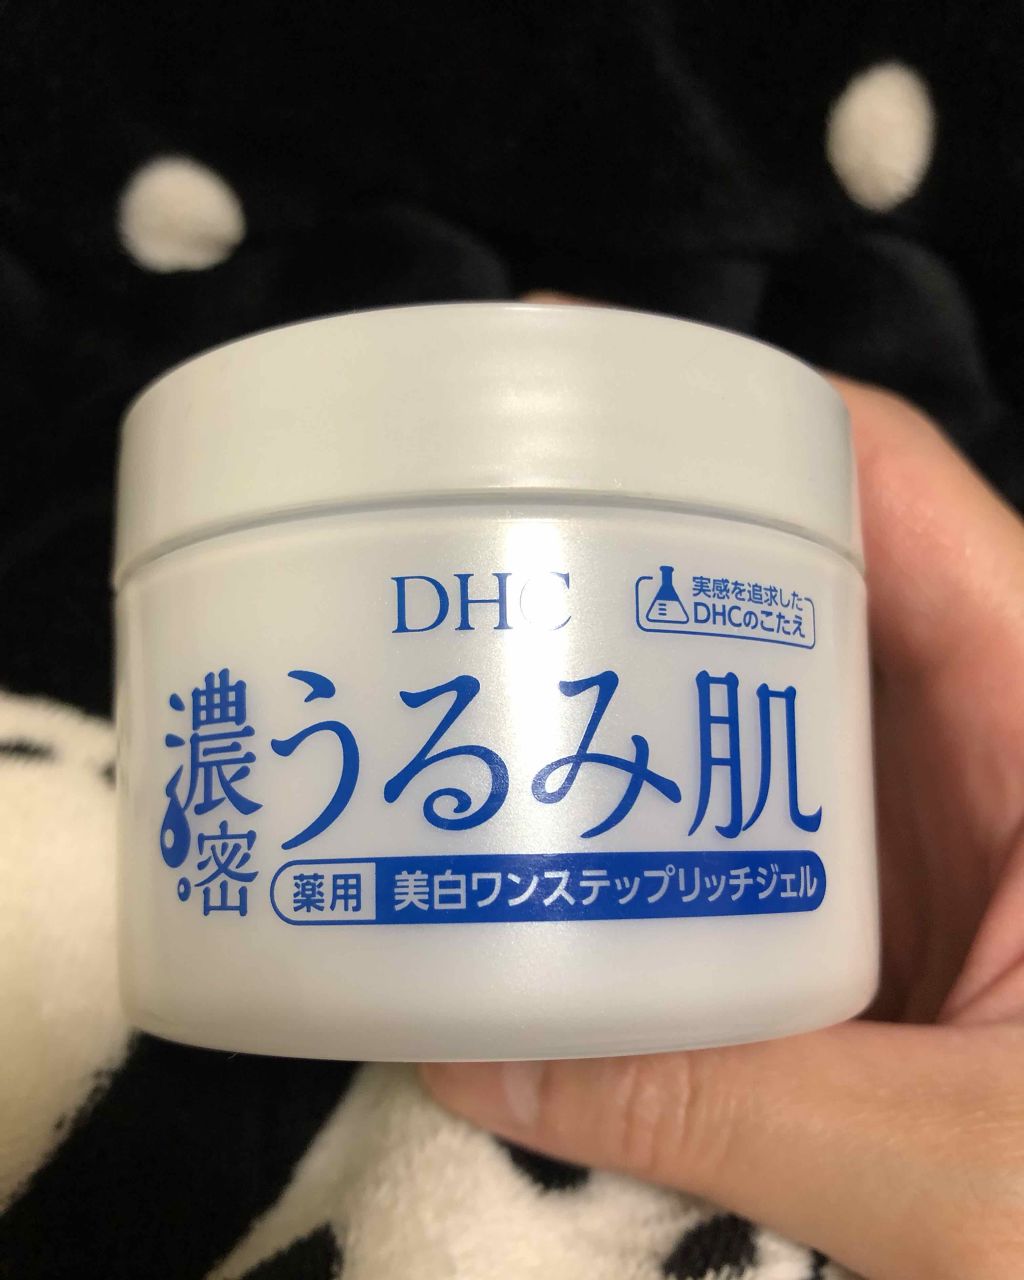 DHC
実感を追求した
DHCのこたえ
濃密うるみ肌
薬用 美白ワンステップリッチジェル